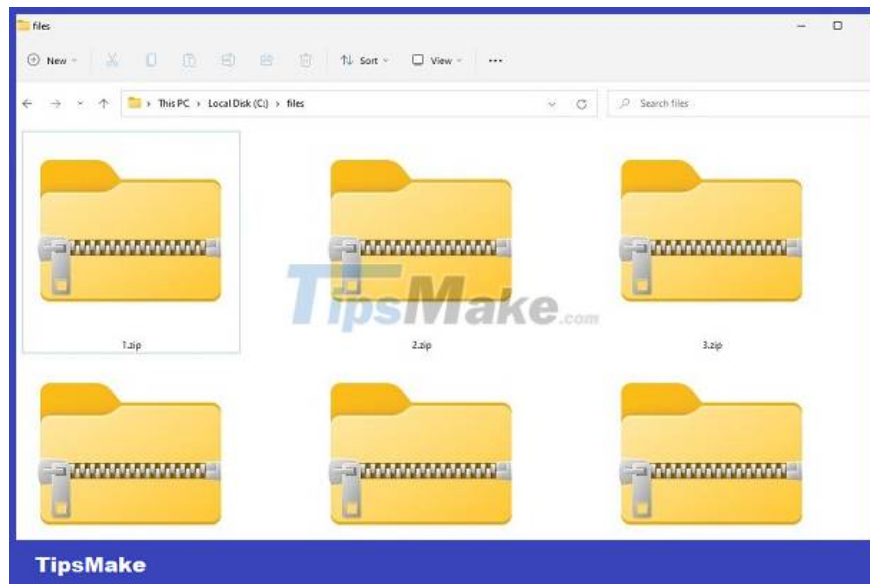 files
New Sort View ...
This PC > Local Disk (C:) > files Search files
TipsMake.com
1.zip 2.zip 3.zip
TipsMake